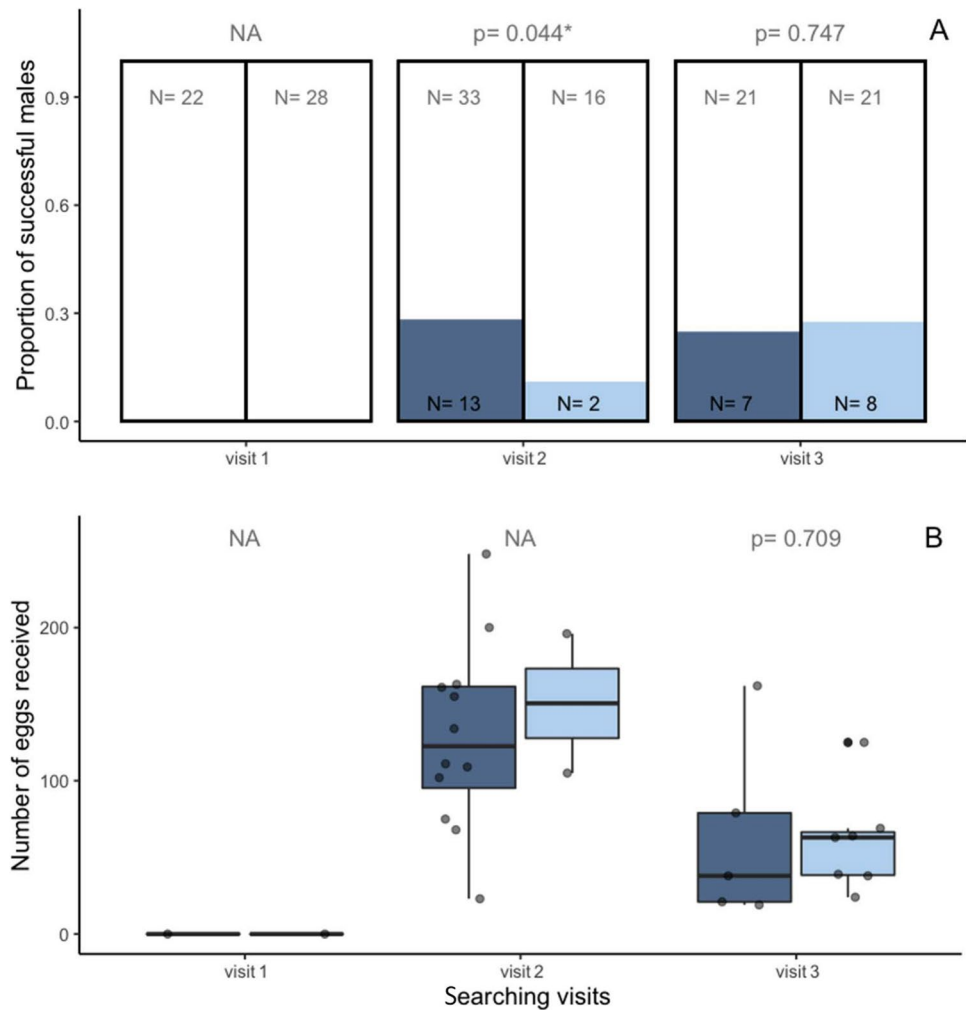 NA p= 0.044* p= 0.747 A
Proportion of successful males
0.9
0.6
0.3
0.0
N= 22 N= 28 N= 33 N= 16 N= 21 N= 21
N= 13 N= 2 N= 7 N= 8
visit 1 visit 2 visit 3
NA NA p= 0.709 B
Number of eggs received
200
100
0
visit 1 visit 2 visit 3
Searching visits